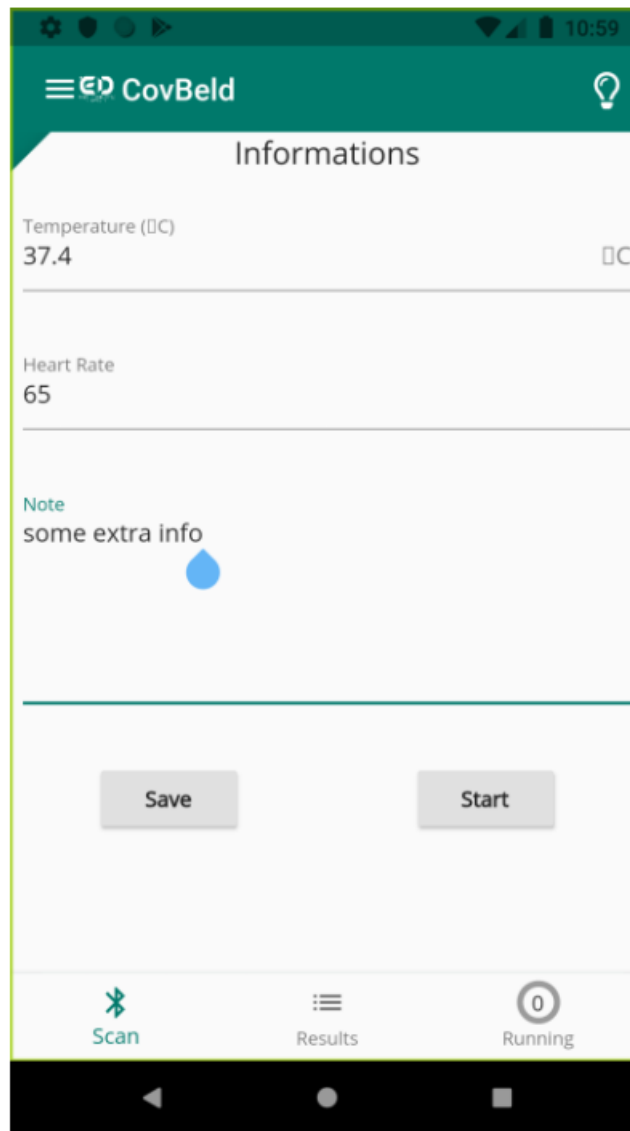 10:59
CovBeld
Informations
Temperature (▯C)
37.4 ▯C
Heart Rate
65
Note
some extra info
Save Start
Scan Results 0 Running